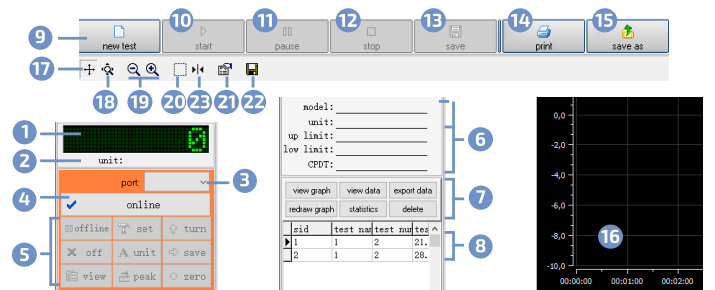 10 11 12 13 14 15
9 new test start pause stop save print save as
17
18 19 20 23 21 22
1 0
2 unit:
port 3
4 online
5 offline set turn
off unit save
view peak zero
model:
unit:
up limit:
low limit:
CPDT:
6
view graph view data export data
redraw graph statistics delete
7
sid test nam test num tes
1 1 2 21.
2 1 2 28.
8
0,0
-2,0
-4,0
-6,0
-8,0
-10,0
16
00:00:00 00:01:00 00:02:00